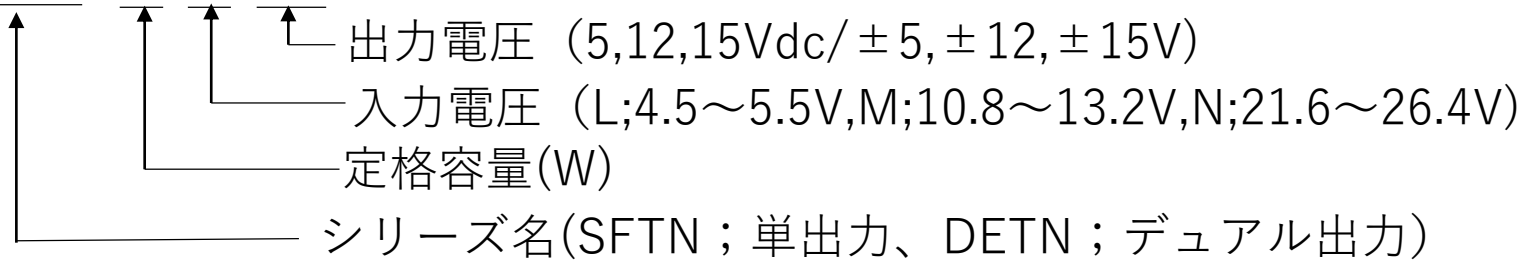 出力電圧（5,12,15Vdc/±5,±12,±15V)
入力電圧（L;4.5～5.5V,M;10.8～13.2V,N;21.6～26.4V)
定格容量(W)
シリーズ名(SFTN；単出力、DETN；デュアル出力)